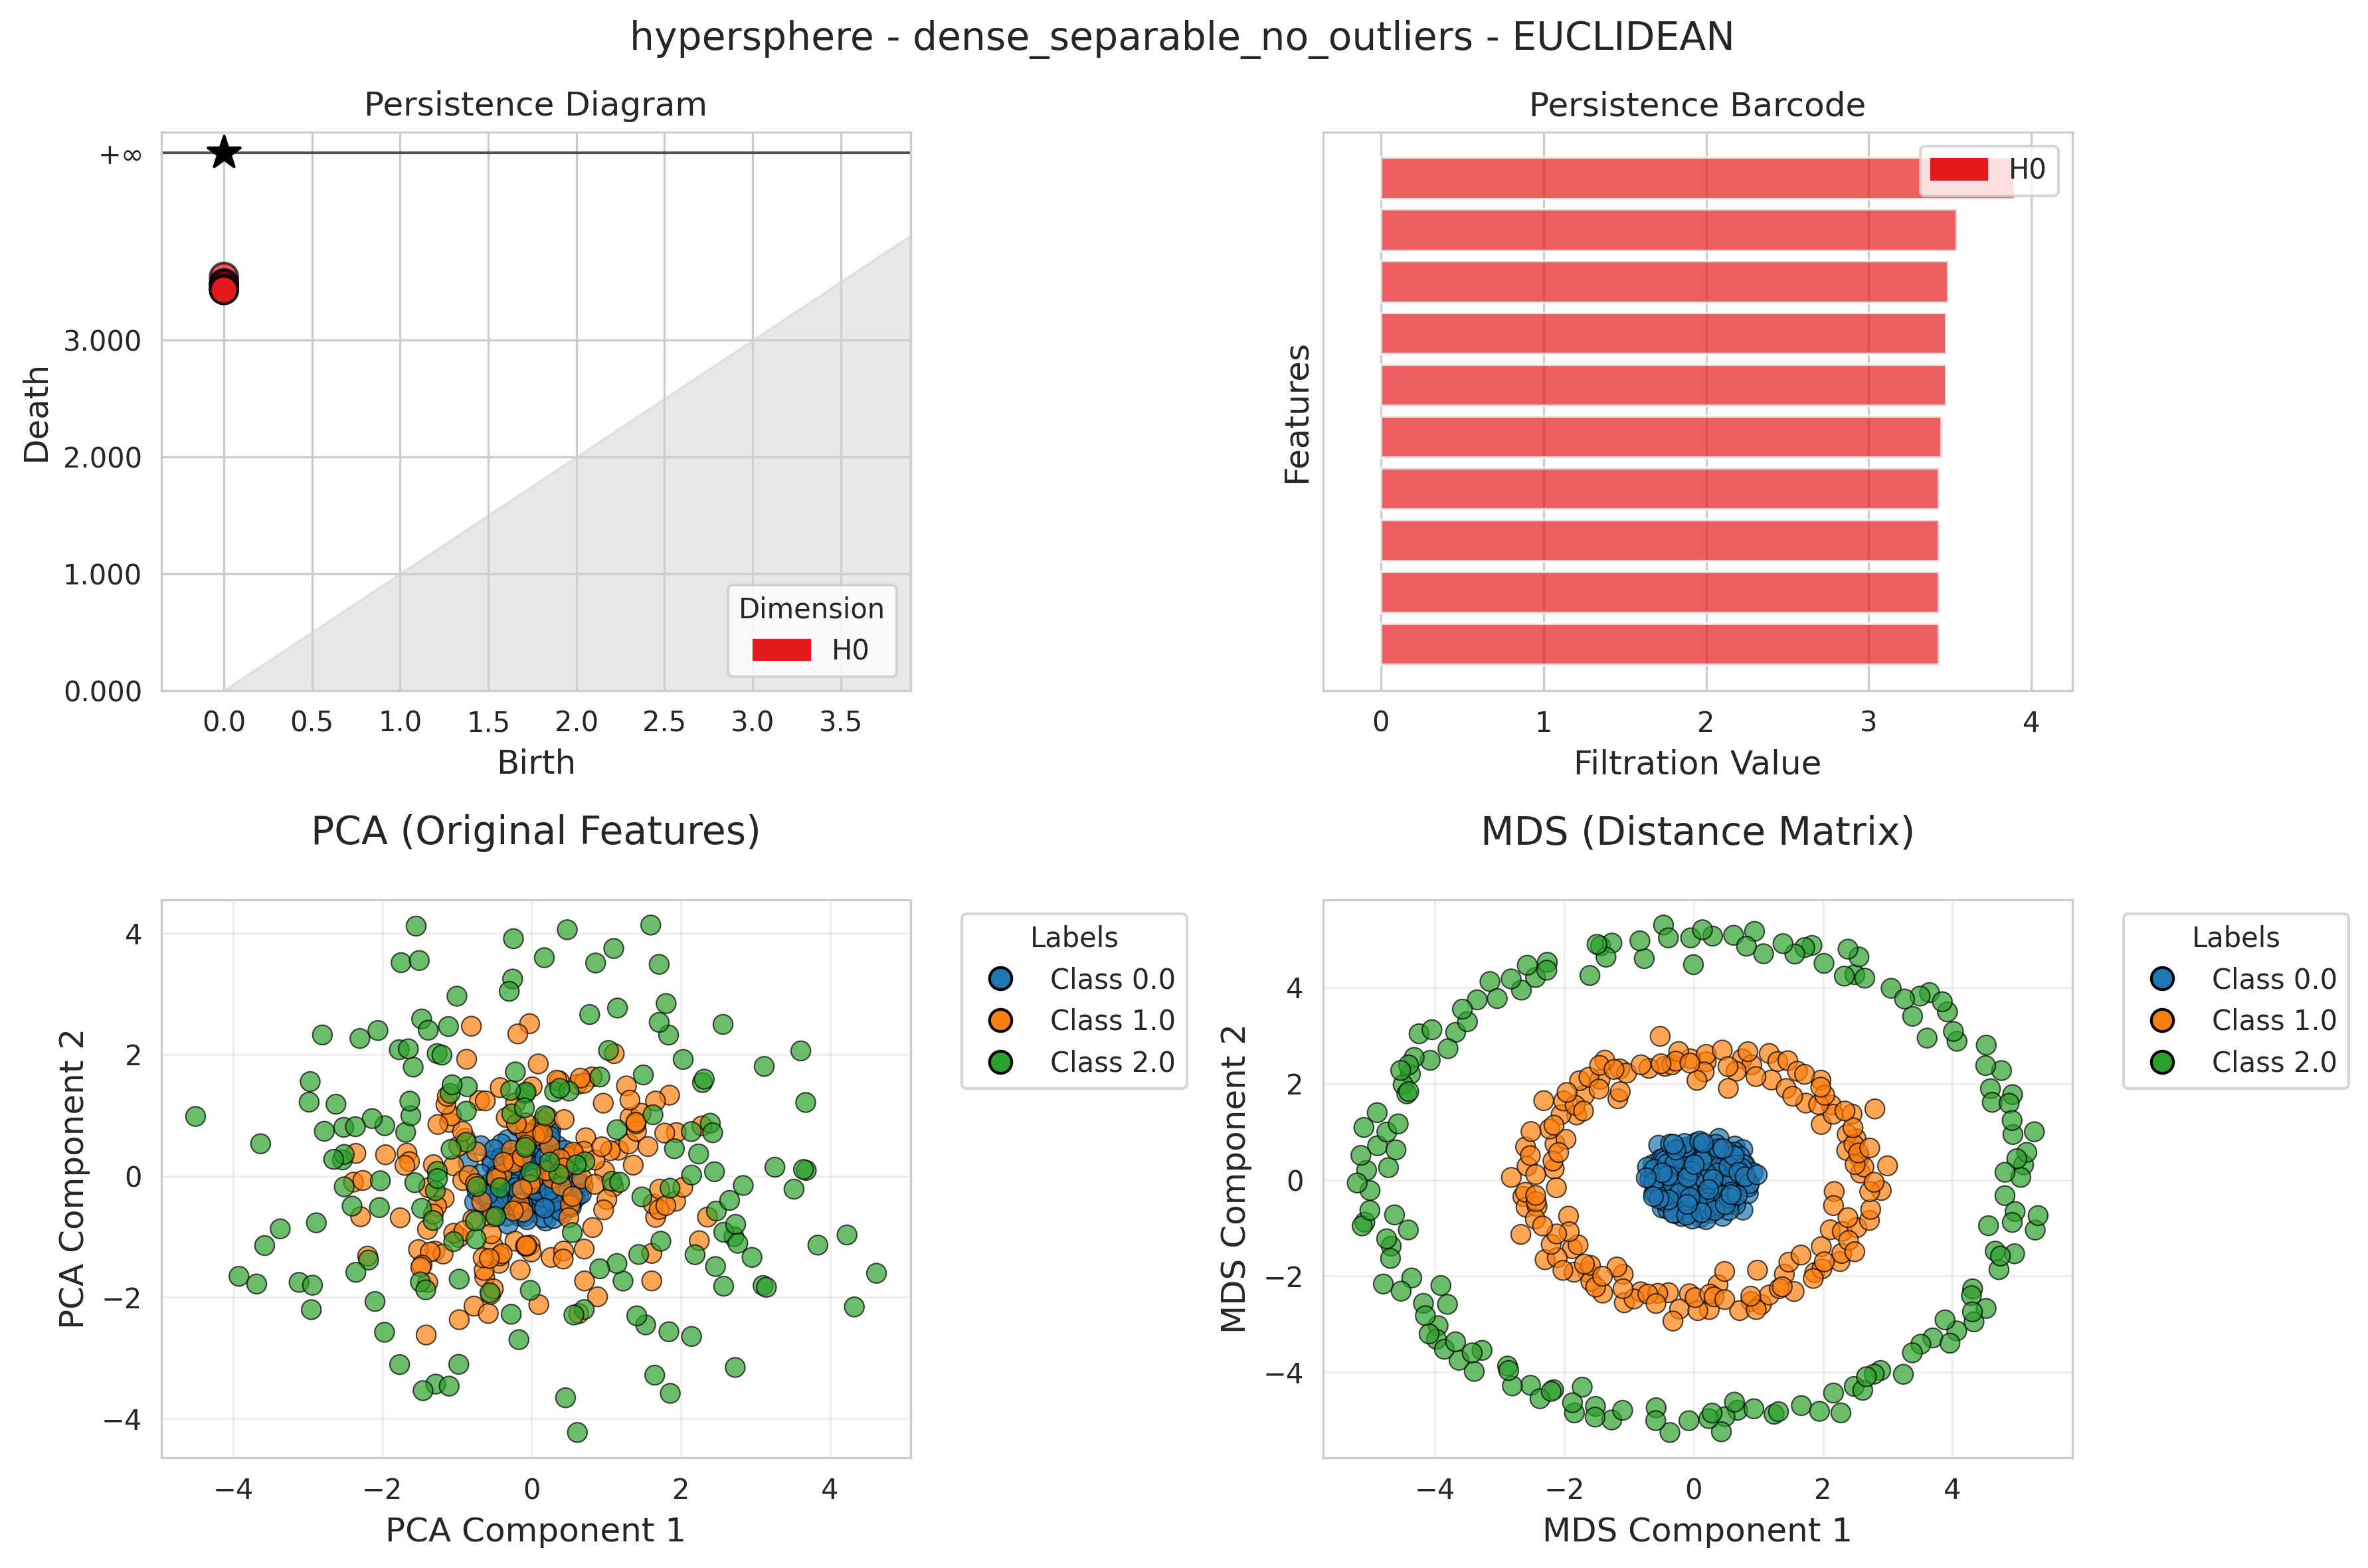 hypersphere - dense_separable_no_outliers - EUCLIDEAN
Persistence Diagram
+∞
3.000
2.000
1.000
0.000
Death
0.0 0.5 1.0 1.5 2.0 2.5 3.0 3.5
Birth
Dimension
H0
Persistence Barcode
H0
Features
0 1 2 3 4
Filtration Value
PCA (Original Features)
4
2
0
−2
−4
PCA Component 2
−4 −2 0 2 4
PCA Component 1
Labels
Class 0.0
Class 1.0
Class 2.0
MDS (Distance Matrix)
4
2
0
−2
−4
MDS Component 2
−4 −2 0 2 4
MDS Component 1
Labels
Class 0.0
Class 1.0
Class 2.0